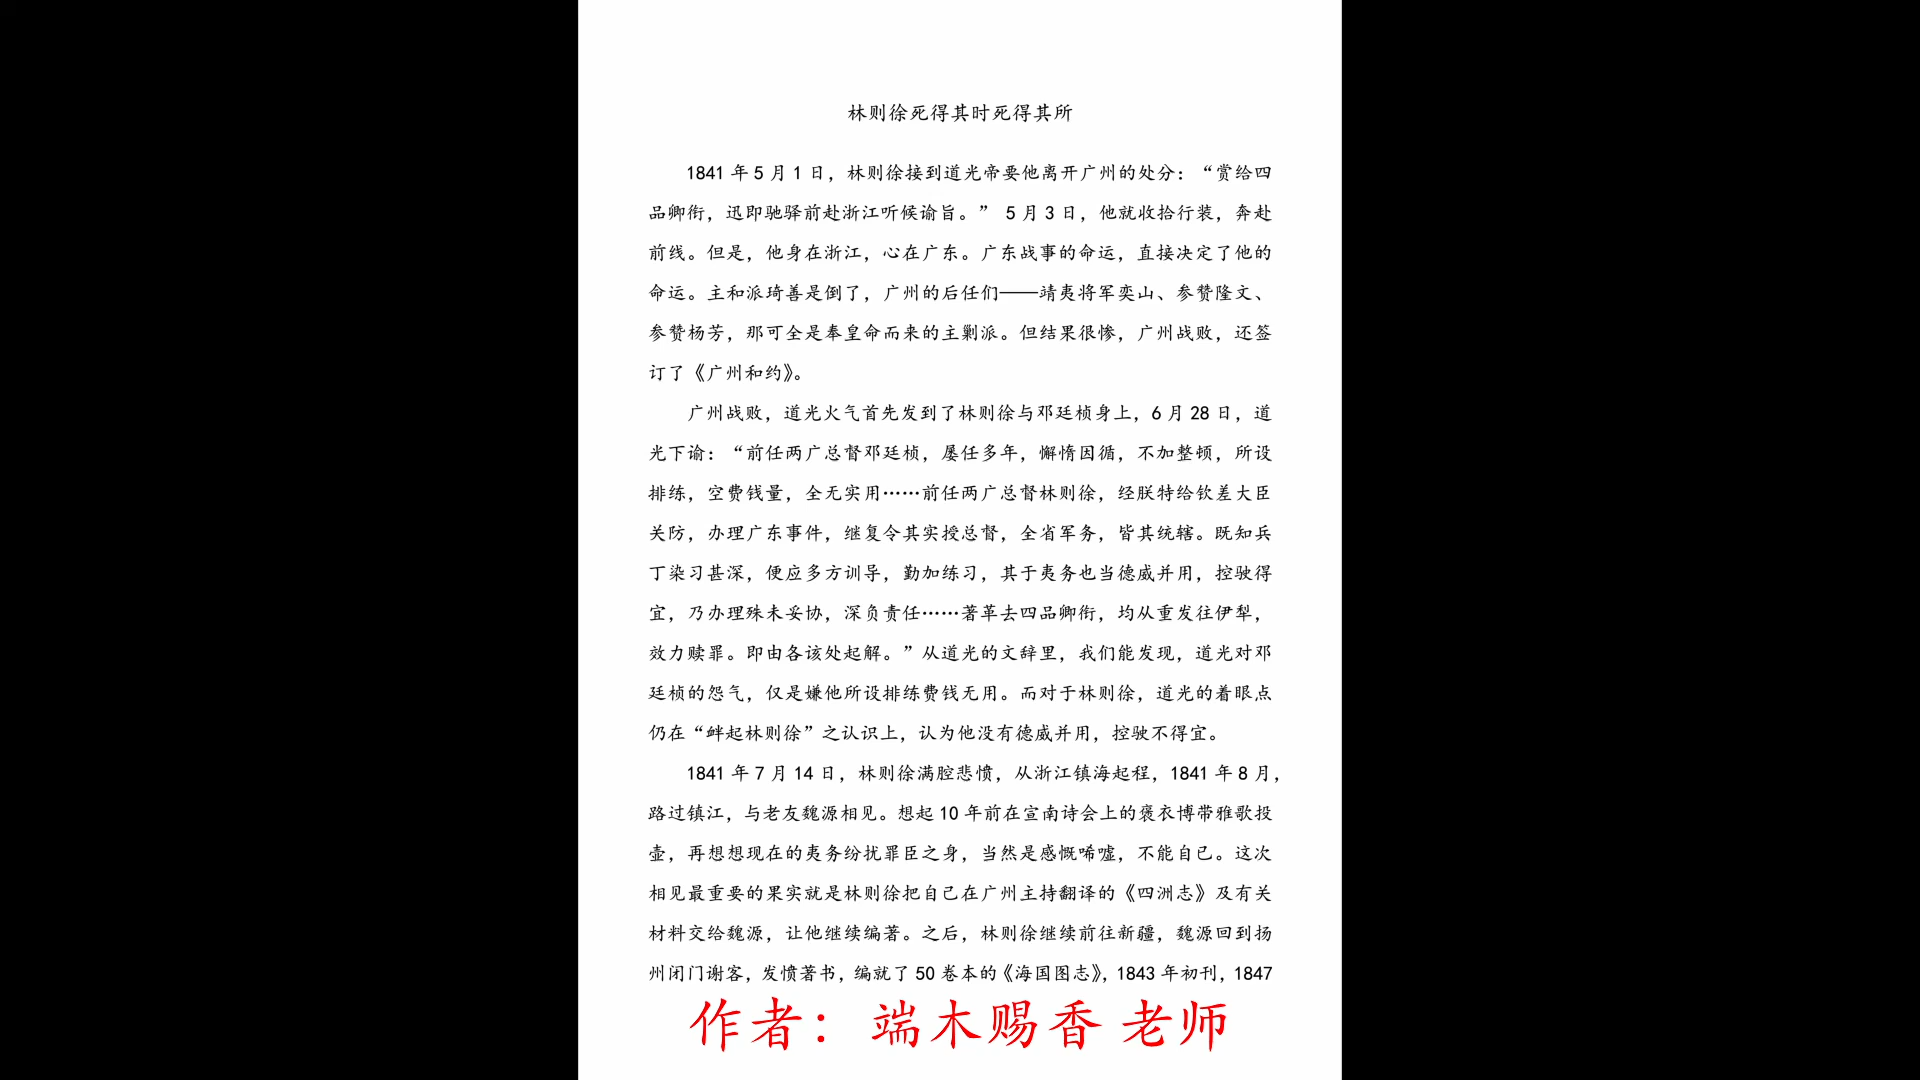 林则徐死得其时死得其所
1841 年 5 月 1 日，林则徐接到道光帝要他离开广州的处分：“赏给四
品卿衔，迅即驰驿前赴浙江听候谕旨。” 5 月 3 日，他就收拾行装，奔赴
前线。但是，他身在浙江，心在广东。广东战事的命运，直接决定了他的
命运。主和派琦善是倒了，广州的后任们——靖夷将军奕山、参赞隆文、
参赞杨芳，那可全是奉皇命而来的主剿派。但结果很惨，广州战败，还签
订了《广州和约》。
广州战败，道光火气首先发到了林则徐与邓廷桢身上，6 月 28 日，道
光下谕：“前任两广总督邓廷桢，屡任多年，懈惰因循，不加整顿，所设
排练，空费钱量，全无实用……前任两广总督林则徐，经朕特给钦差大臣
关防，办理广东事件，继复令其实授总督，全省军务，皆其统辖。既知兵
丁染习甚深，便应多方训导，勤加练习，其于夷务也当德威并用，控驶得
宜，乃办理殊未妥协，深负责任……著革去四品卿衔，均从重发往伊犁，
效力赎罪。即由各该处起解。”从道光的文辞里，我们能发现，道光对邓
廷桢的怨气，仅是嫌他所设排练费钱无用。而对于林则徐，道光的着眼点
仍在“衅起林则徐”之认识上，认为他没有德威并用，控驶不得宜。
1841 年 7 月 14 日，林则徐满腔悲愤，从浙江镇海起程，1841 年 8 月，
路过镇江，与老友魏源相见。想起 10 年前在宣南诗会上的褒衣博带雅歌投
壶，再想想现在的夷务纷扰罪臣之身，当然是感慨唏嘘，不能自已。这次
相见最重要的果实就是林则徐把自己在广州主持翻译的《四洲志》及有关
材料交给魏源，让他继续编著。之后，林则徐继续前往新疆，魏源回到扬
州闭门谢客，发愤著书，编就了 50 卷本的《海国图志》，1843 年初刊，1847
作者：端木赐香 老师